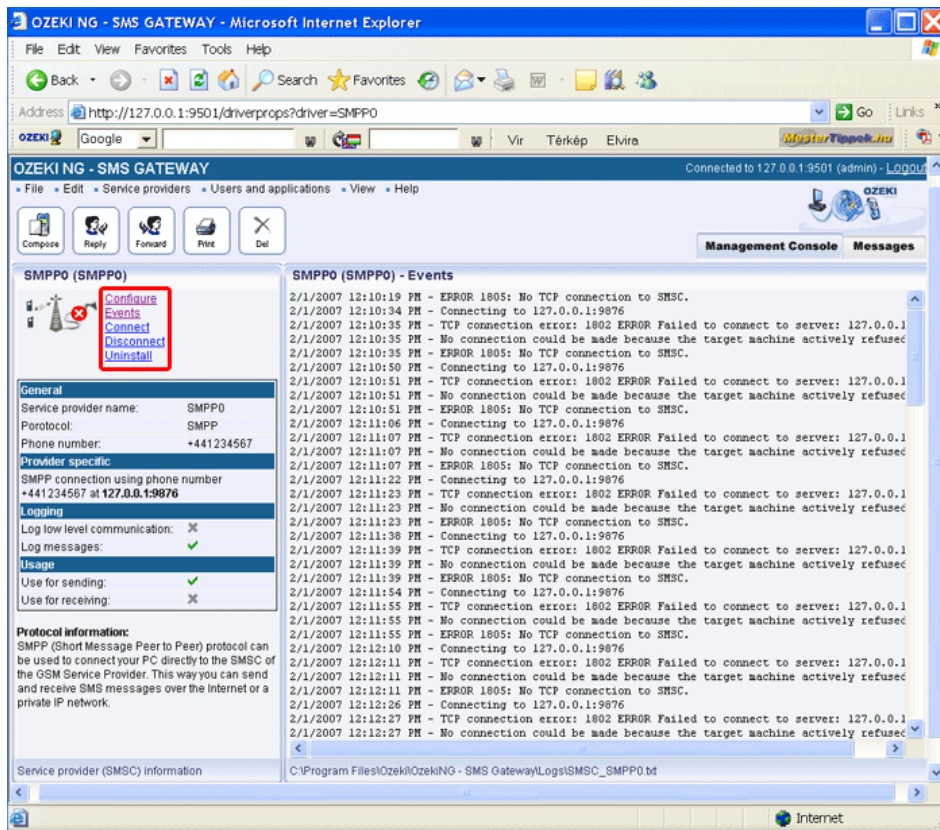 OZEKI NG - SMS GATEWAY - Microsoft Internet Explorer
File Edit View Favorites Tools Help
Back Search Favorites
Address http://127.0.0.1:9501/driverprops?driver=SMPP0 Go Links
OZEKI Google Vir Térkép Elvira MasterTippek.hu
OZEKI NG - SMS GATEWAY Connected to 127.0.0.1:9501 (admin) - Logout
File Edit Service providers Users and applications View Help
OZEKI
Compose Reply Forward Print Del
Management Console Messages
SMPP0 (SMPP0)
Configure
Events
Connect
Disconnect
Uninstall
General
Service provider name: SMPP0
Porotocol: SMPP
Phone number: +441234567
Provider specific
SMPP connection using phone number
+441234567 at 127.0.0.1:9876
Logging
Log low level communication:
Log messages:
Usage
Use for sending:
Use for receiving:
Protocol information:
SMPP (Short Message Peer to Peer) protocol can
be used to connect your PC directly to the SMSC of
the GSM Service Provider. This way you can send
and receive SMS messages over the Internet or a
private IP network.
Service provider (SMSC) information
SMPP0 (SMPP0) - Events
2/1/2007 12:10:19 PM - ERROR 1805: No TCP connection to SMSC.
2/1/2007 12:10:34 PM - Connecting to 127.0.0.1:9876
2/1/2007 12:10:35 PM - TCP connection error: 1802 ERROR Failed to connect to server: 127.0.0.1
2/1/2007 12:10:35 PM - No connection could be made because the target machine actively refused
2/1/2007 12:10:35 PM - ERROR 1805: No TCP connection to SMSC.
2/1/2007 12:10:50 PM - Connecting to 127.0.0.1:9876
2/1/2007 12:10:51 PM - TCP connection error: 1802 ERROR Failed to connect to server: 127.0.0.1
2/1/2007 12:10:51 PM - No connection could be made because the target machine actively refused
2/1/2007 12:10:51 PM - ERROR 1805: No TCP connection to SMSC.
2/1/2007 12:11:06 PM - Connecting to 127.0.0.1:9876
2/1/2007 12:11:07 PM - TCP connection error: 1802 ERROR Failed to connect to server: 127.0.0.1
2/1/2007 12:11:07 PM - No connection could be made because the target machine actively refused
2/1/2007 12:11:07 PM - ERROR 1805: No TCP connection to SMSC.
2/1/2007 12:11:22 PM - Connecting to 127.0.0.1:9876
2/1/2007 12:11:23 PM - TCP connection error: 1802 ERROR Failed to connect to server: 127.0.0.1
2/1/2007 12:11:23 PM - No connection could be made because the target machine actively refused
2/1/2007 12:11:23 PM - ERROR 1805: No TCP connection to SMSC.
2/1/2007 12:11:38 PM - Connecting to 127.0.0.1:9876
2/1/2007 12:11:39 PM - TCP connection error: 1802 ERROR Failed to connect to server: 127.0.0.1
2/1/2007 12:11:39 PM - No connection could be made because the target machine actively refused
2/1/2007 12:11:39 PM - ERROR 1805: No TCP connection to SMSC.
2/1/2007 12:11:54 PM - Connecting to 127.0.0.1:9876
2/1/2007 12:11:55 PM - TCP connection error: 1802 ERROR Failed to connect to server: 127.0.0.1
2/1/2007 12:11:55 PM - No connection could be made because the target machine actively refused
2/1/2007 12:11:55 PM - ERROR 1805: No TCP connection to SMSC.
2/1/2007 12:12:10 PM - Connecting to 127.0.0.1:9876
2/1/2007 12:12:11 PM - TCP connection error: 1802 ERROR Failed to connect to server: 127.0.0.1
2/1/2007 12:12:11 PM - No connection could be made because the target machine actively refused
2/1/2007 12:12:11 PM - ERROR 1805: No TCP connection to SMSC.
2/1/2007 12:12:26 PM - Connecting to 127.0.0.1:9876
2/1/2007 12:12:27 PM - TCP connection error: 1802 ERROR Failed to connect to server: 127.0.0.1
2/1/2007 12:12:27 PM - No connection could be made because the target machine actively refused
C:\Program Files\Ozeki\OzekiNG - SMS Gateway\Logs\SMSC_SMPP0.txt
Internet